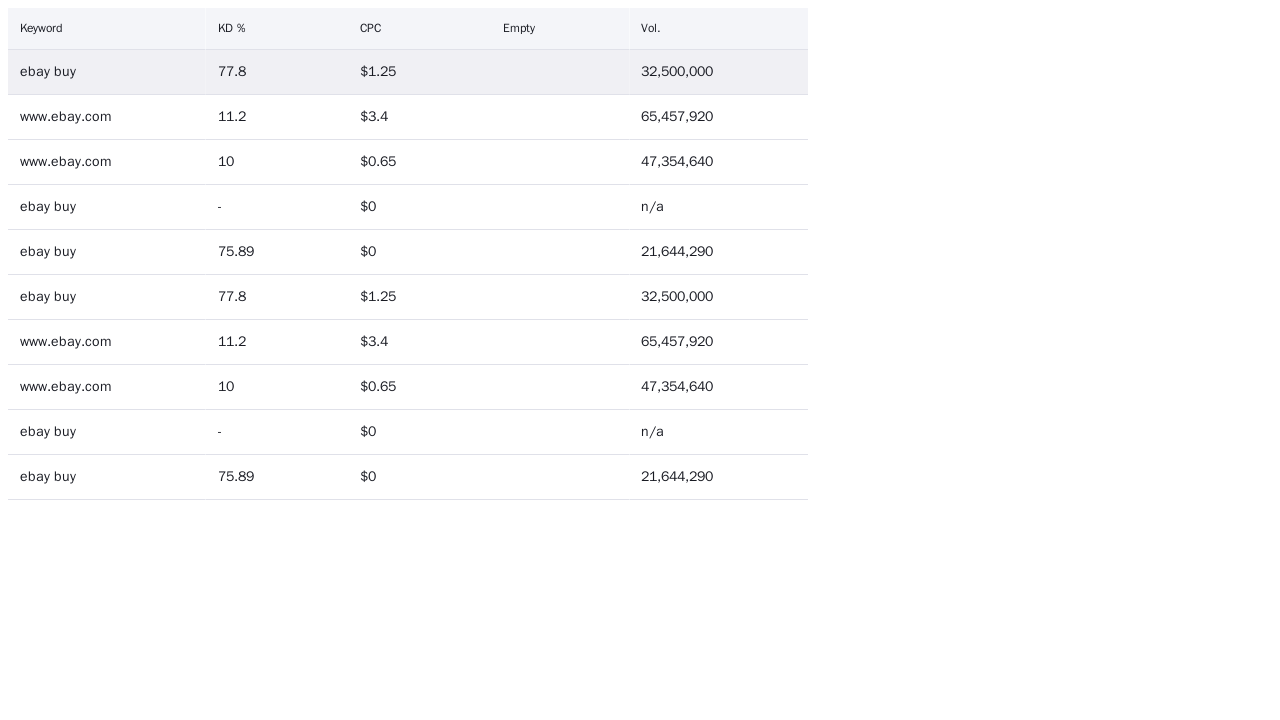 Keyword KD % CPC Empty Vol.
ebay buy 77.8 $1.25 32,500,000
www.ebay.com 11.2 $3.4 65,457,920
www.ebay.com 10 $0.65 47,354,640
ebay buy - $0 n/a
ebay buy 75.89 $0 21,644,290
ebay buy 77.8 $1.25 32,500,000
www.ebay.com 11.2 $3.4 65,457,920
www.ebay.com 10 $0.65 47,354,640
ebay buy - $0 n/a
ebay buy 75.89 $0 21,644,290